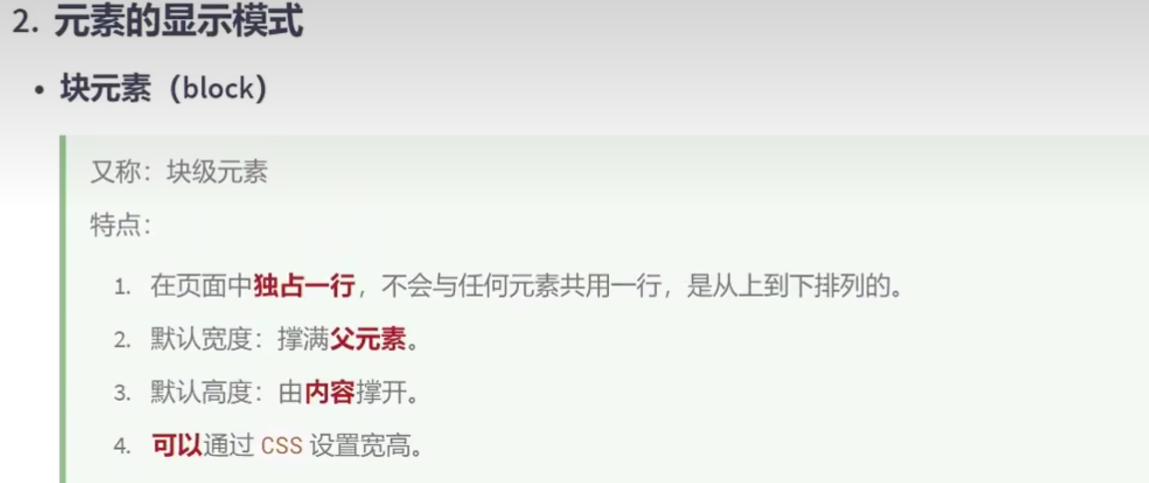 2. 元素的显示模式
• 块元素（block）
又称：块级元素
特点：
1. 在页面中独占一行，不会与任何元素共用一行，是从上到下排列的。
2. 默认宽度：撑满父元素。
3. 默认高度：由内容撑开。
4. 可以通过 CSS 设置宽高。